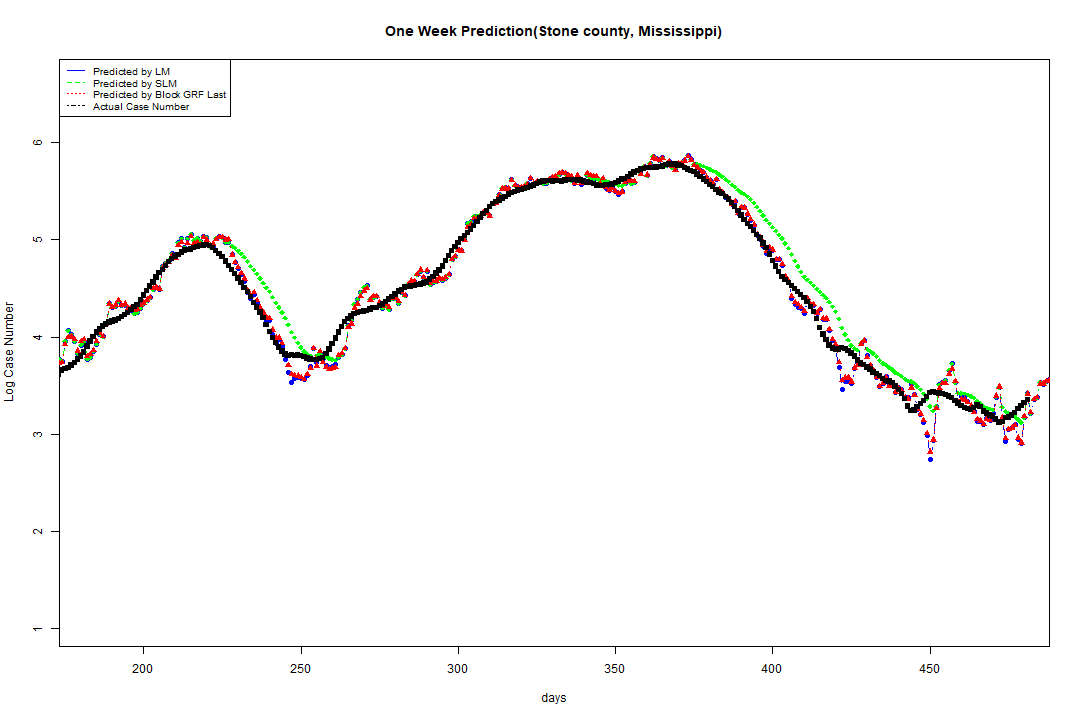 One Week Prediction(Stone county, Mississippi)
Predicted by LM
Predicted by SLM
Predicted by Block GRF Last
Actual Case Number
6
5
4
3
2
1
Log Case Number
200 250 300 350 400 450
days